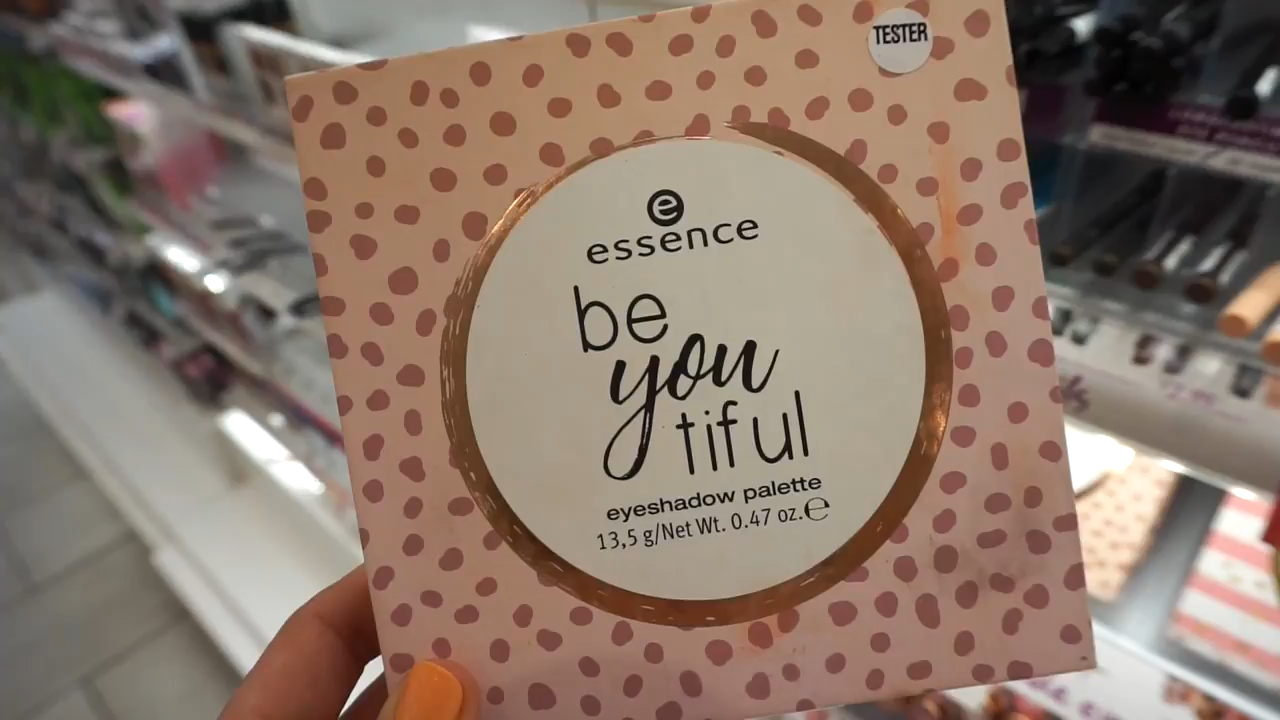 TESTER
e
essence
be
you
tiful
eyeshadow palette
13,5 g/Net Wt. 0.47 oz.℮